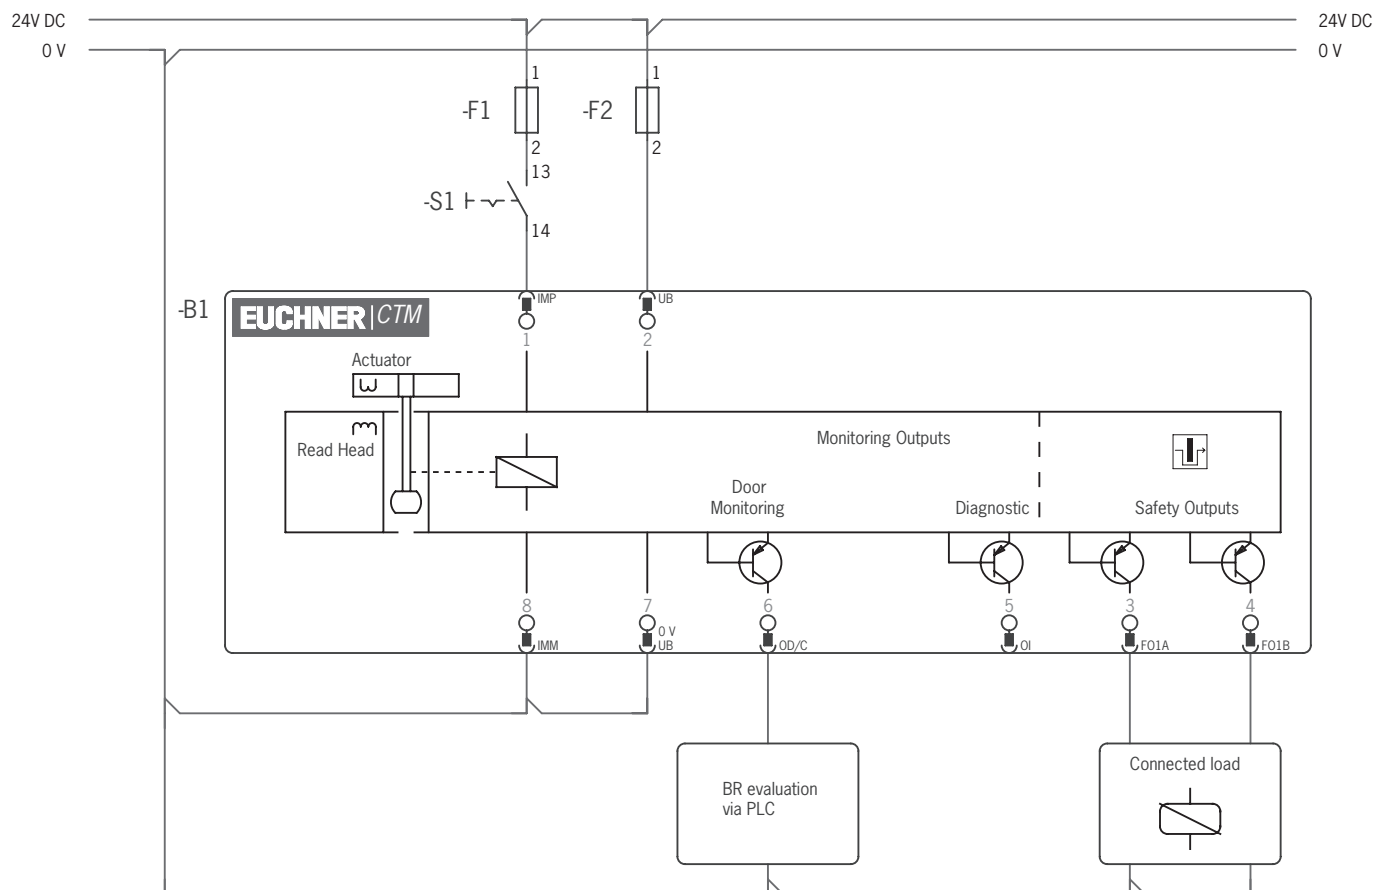 24V DC
24V DC
0 V
0 V
1
1
-F1
-F2
2
2
13
-S1
14
-B1
EUCHNER CTM
IMP
UB
1
2
Actuator
Read Head
Monitoring Outputs
Door
Monitoring
Diagnostic
Safety Outputs
8
7
6
5
3
4
0 V
IMM
UB
OD/C
OI
FO1A
FO1B
BR evaluation
via PLC
Connected load